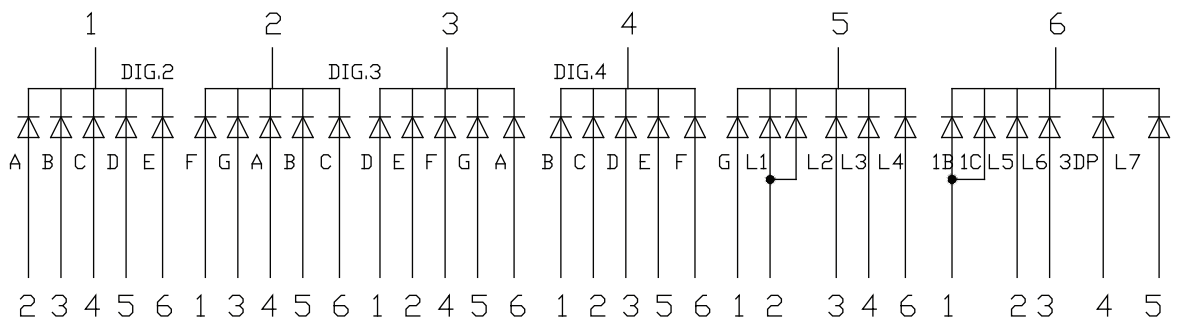 1 2 3 4 5 6
DIG.2 DIG.3 DIG.4
A B C D E F G A B C D E F G A B C D E F G L1 L2 L3 L4 1B 1C L5 L6 3DP L7
2 3 4 5 6 1 3 4 5 6 1 2 4 5 6 1 2 3 5 6 1 2 3 4 6 1 2 3 4 5